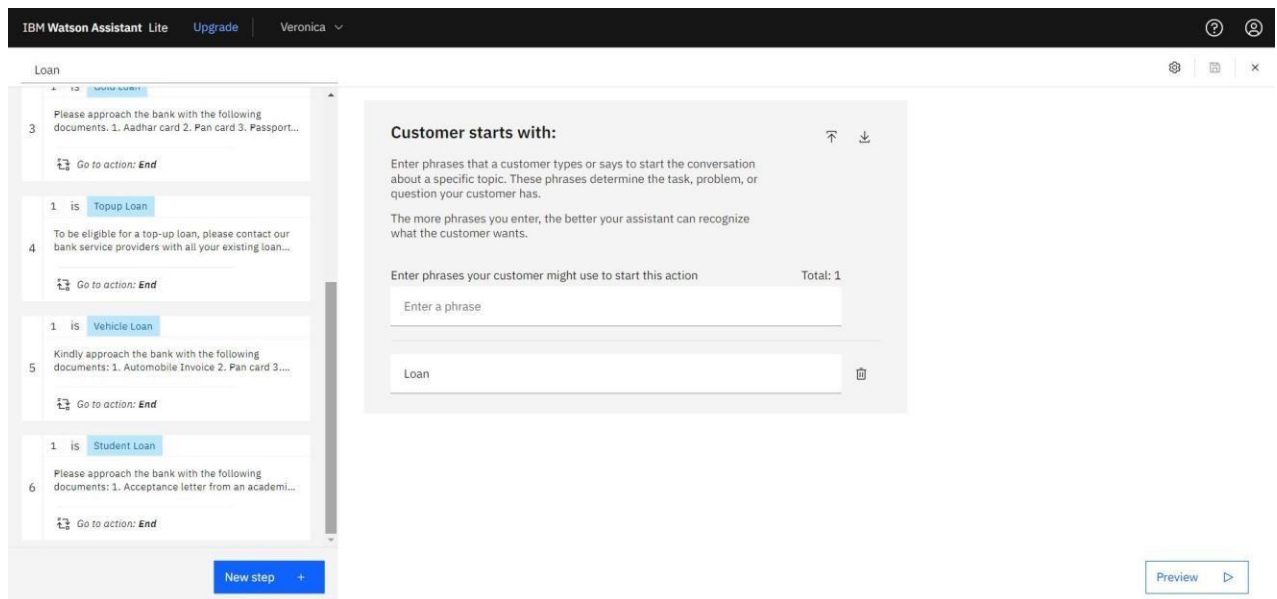 IBM Watson Assistant Lite Upgrade Veronica
Loan
1 is Gold Loan
3
Please approach the bank with the following
documents. 1. Aadhar card 2. Pan card 3. Passport...
Go to action: End
1 is Topup Loan
4
To be eligible for a top-up loan, please contact our
bank service providers with all your existing loan...
Go to action: End
1 is Vehicle Loan
5
Kindly approach the bank with the following
documents: 1. Automobile Invoice 2. Pan card 3....
Go to action: End
1 is Student Loan
6
Please approach the bank with the following
documents: 1. Acceptance letter from an academi...
Go to action: End
New step +
Customer starts with:
Enter phrases that a customer types or says to start the conversation
about a specific topic. These phrases determine the task, problem, or
question your customer has.
The more phrases you enter, the better your assistant can recognize
what the customer wants.
Enter phrases your customer might use to start this action Total: 1
Enter a phrase
Loan
Preview